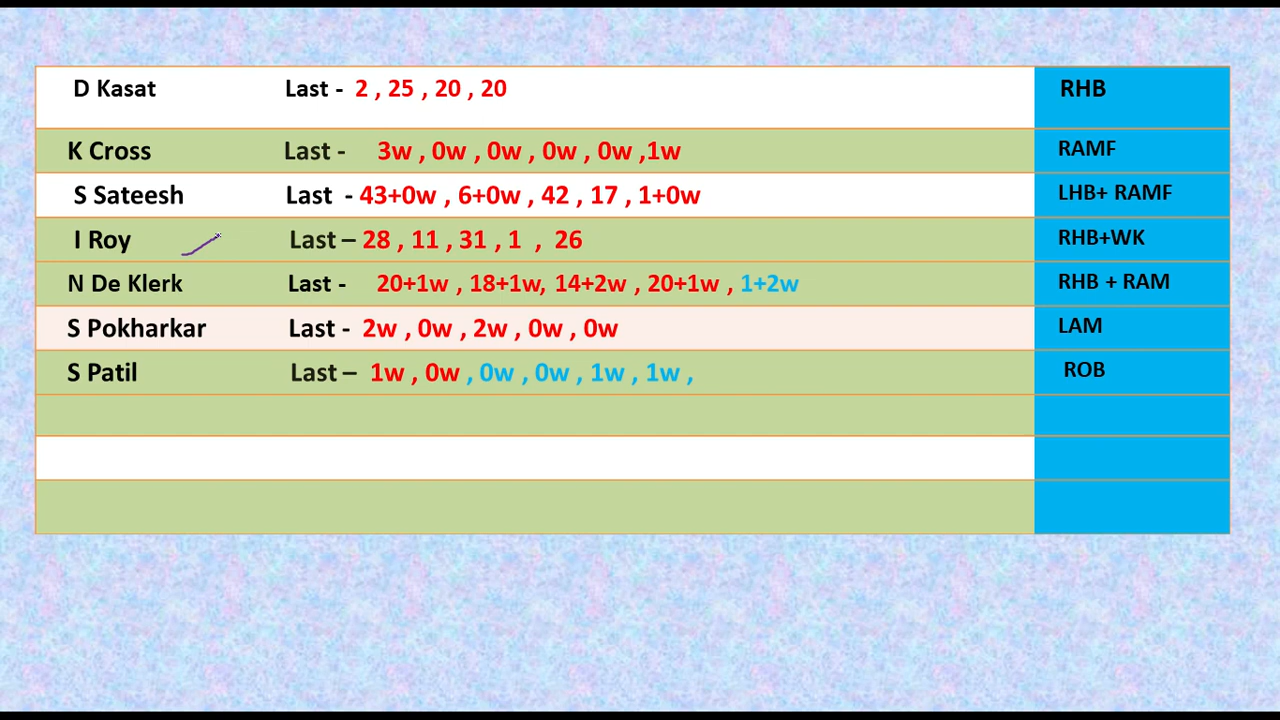 D Kasat Last - 2 , 25 , 20 , 20 RHB
K Cross Last - 3w , 0w , 0w , 0w , 0w ,1w RAMF
S Sateesh Last - 43+0w , 6+0w , 42 , 17 , 1+0w LHB+ RAMF
I Roy Last – 28 , 11 , 31 , 1 , 26 RHB+WK
N De Klerk Last - 20+1w , 18+1w, 14+2w , 20+1w , 1+2w RHB + RAM
S Pokharkar Last - 2w , 0w , 2w , 0w , 0w LAM
S Patil Last – 1w , 0w , 0w , 0w , 1w , 1w , ROB